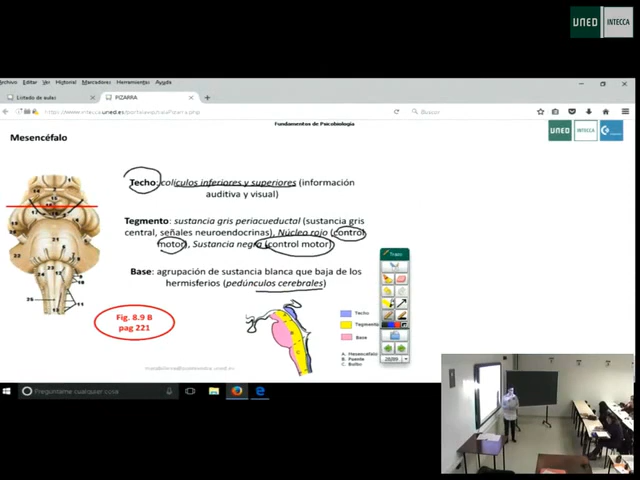 UNED INTECCA
Archivo Editar Ver Historial Marcadores Herramientas Ayuda
Listado de aulas
PIZARRA
Buscar
Fundamentos de Psicobiología
Mesencéfalo
UNED INTECCA
Techo: colículos inferiores y superiores (información
auditiva y visual)
Tegmento: sustancia gris periacueductal (sustancia gris
central, señales neuroendocrinas), Núcleo rojo (control
motor), Sustancia negra (control motor)
Base: agrupación de sustancia blanca que baja de los
hemisferios (pedúnculos cerebrales)
Fig. 8.9 B
pag 221
Techo
Tegmento
Base
A. Mesencéfalo
B. Puente
C. Bulbo
Trazo
Pregúntame cualquier cosa